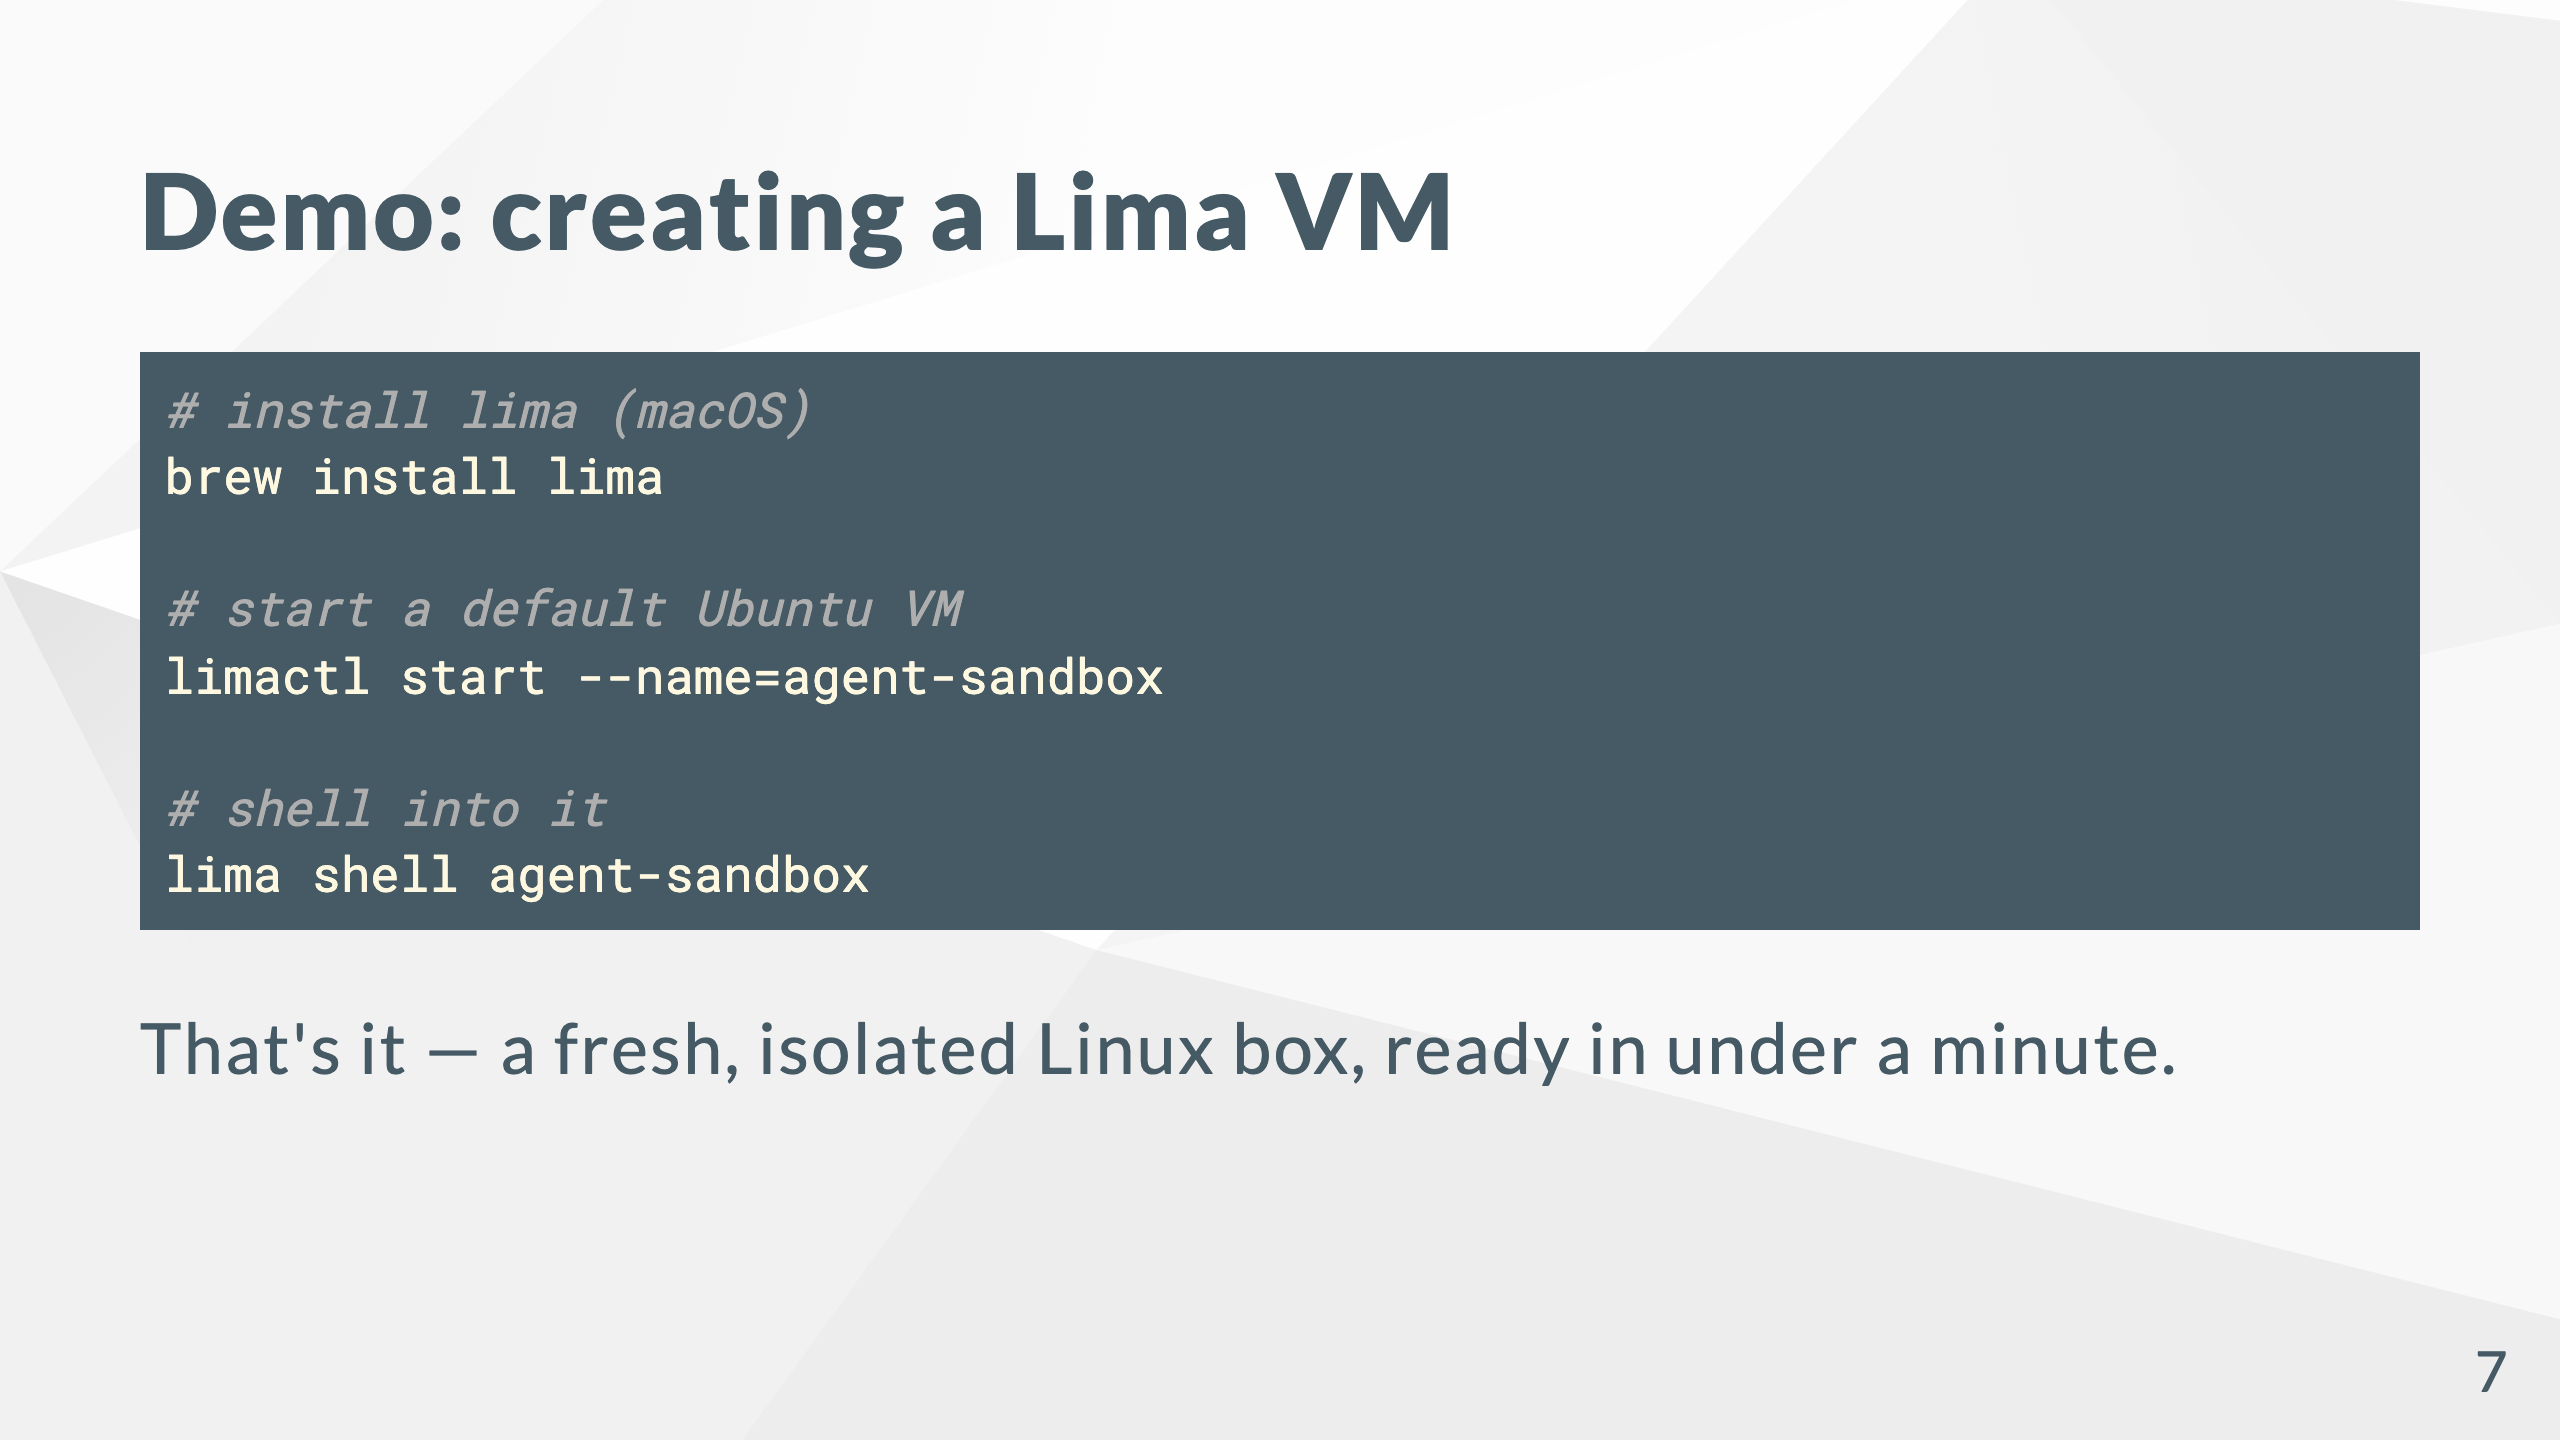 Demo: creating a Lima VM
# install lima (macOS)
brew install lima
# start a default Ubuntu VM
limactl start --name=agent-sandbox
# shell into it
lima shell agent-sandbox
That's it — a fresh, isolated Linux box, ready in under a minute.
7